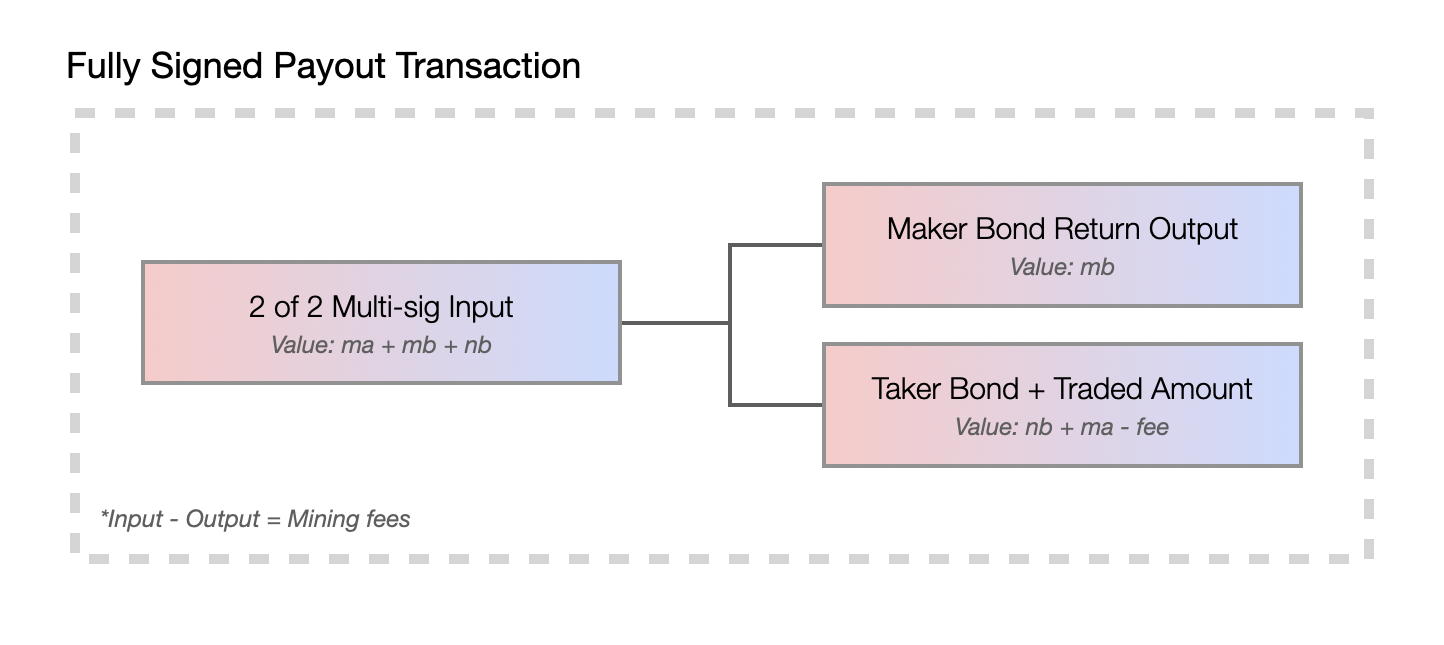 Fully Signed Payout Transaction
2 of 2 Multi-sig Input
Value: ma + mb + nb
Maker Bond Return Output
Value: mb
Taker Bond + Traded Amount
Value: nb + ma - fee
*Input - Output = Mining fees